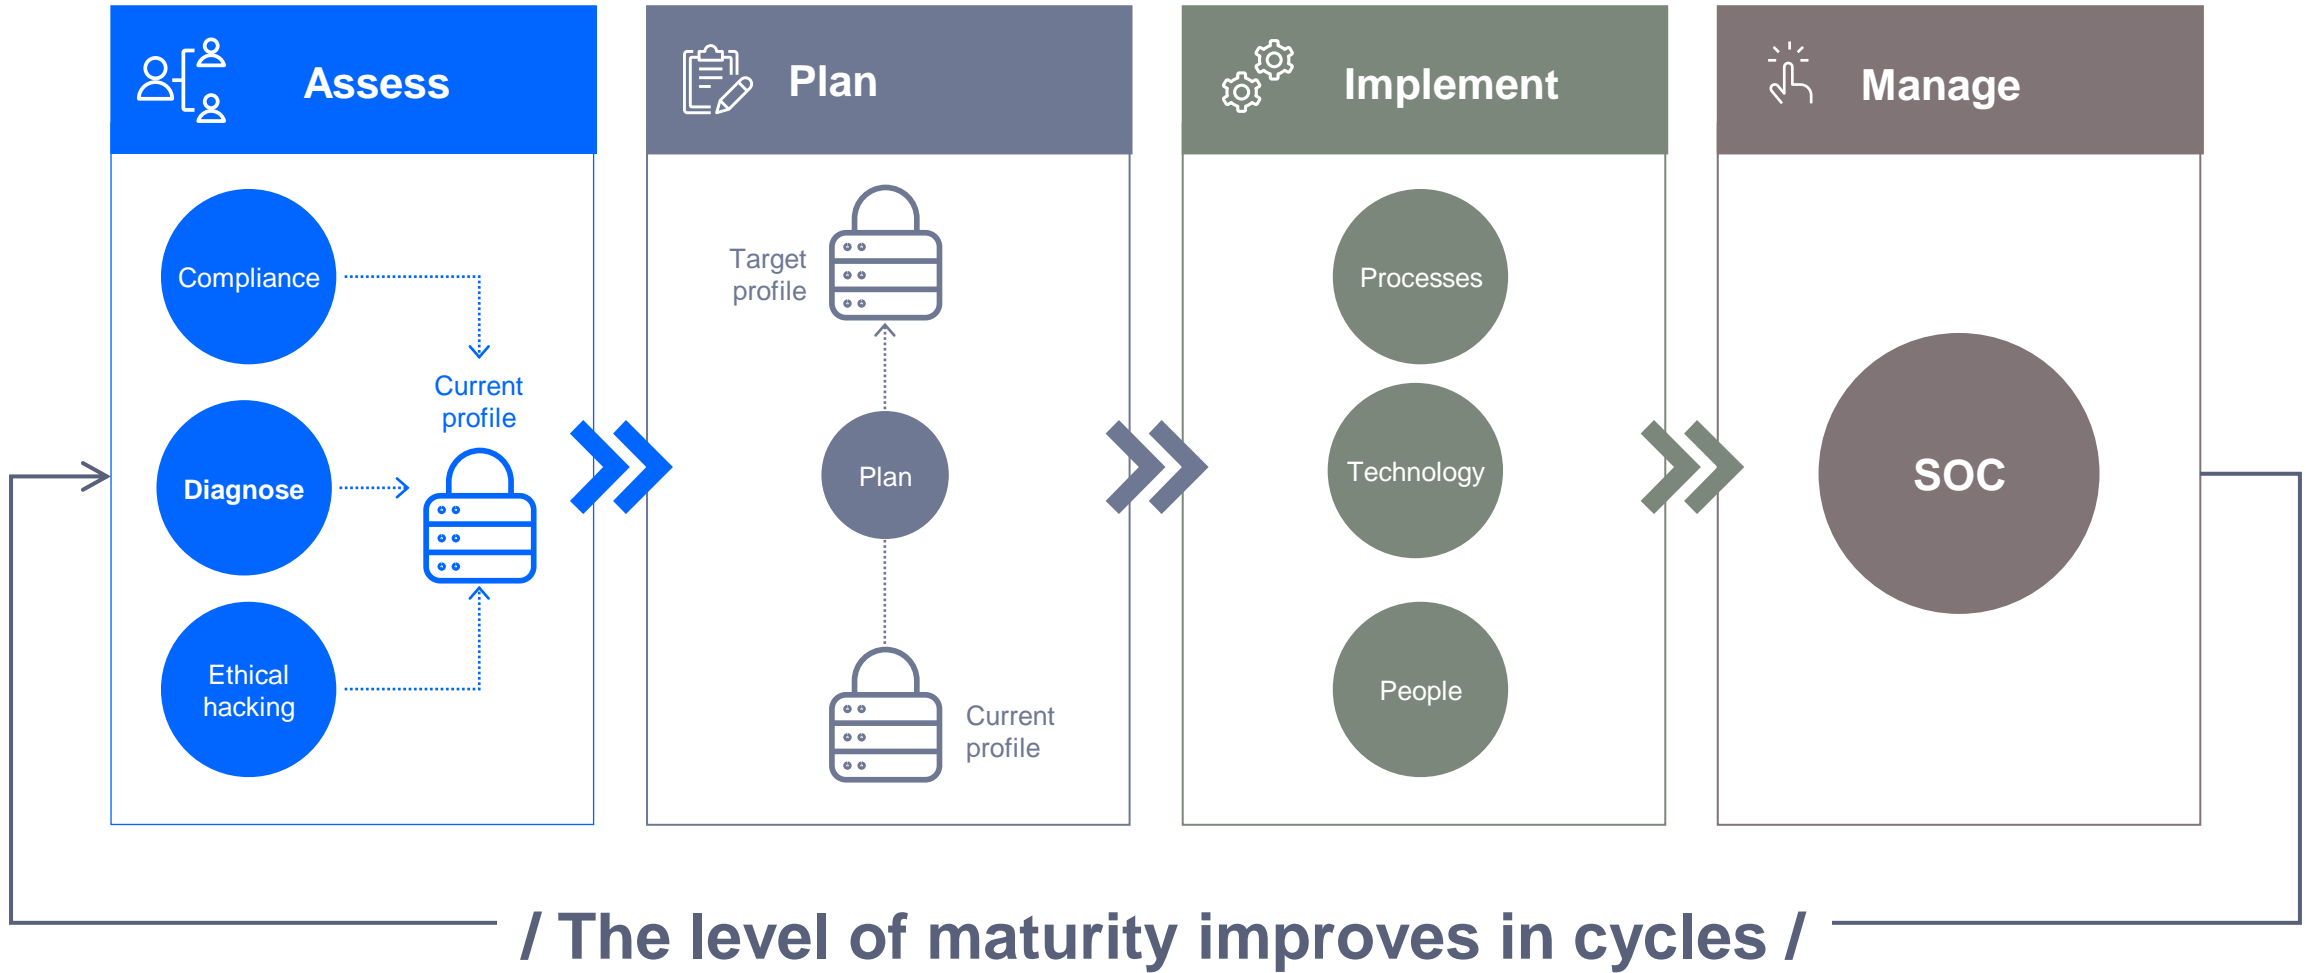 Assess
Compliance
Current
profile
Diagnose
Ethical
hacking
Plan
Target
profile
Plan
Current
profile
Implement
Processes
Technology
People
Manage
SOC
/ The level of maturity improves in cycles /